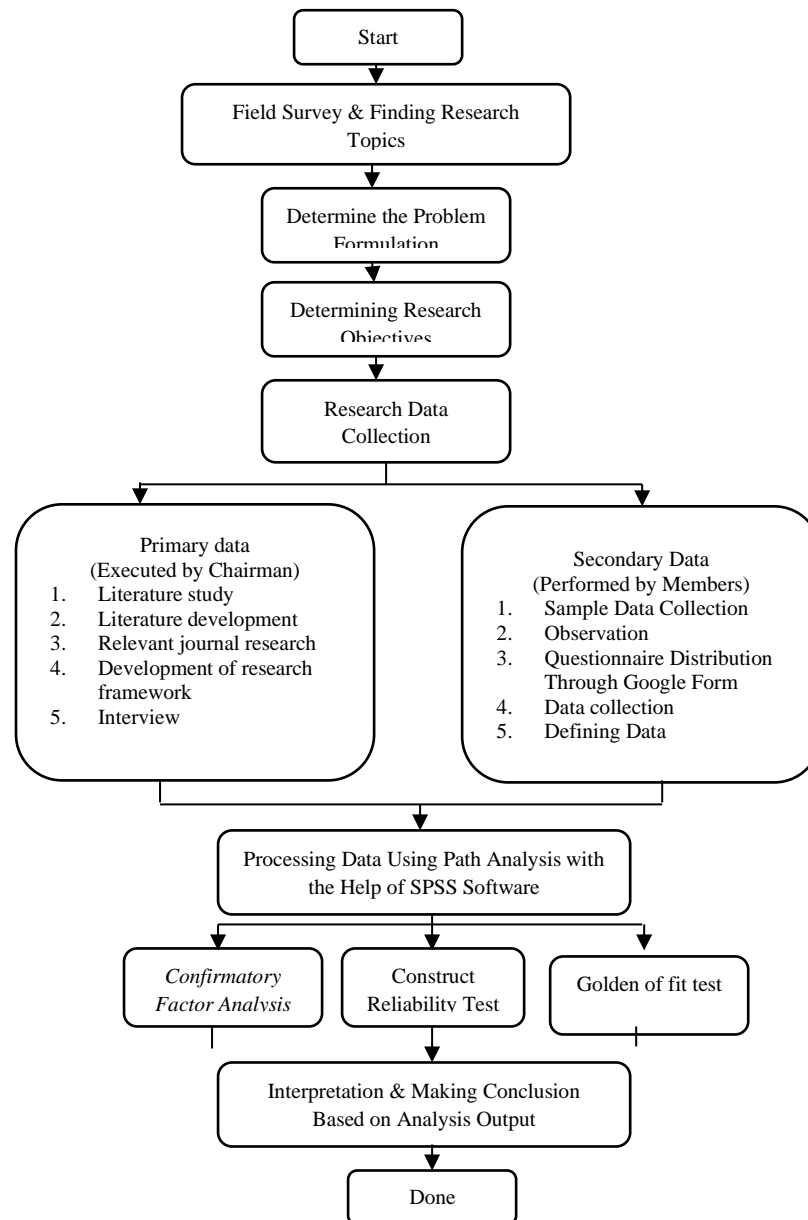 Start
Field Survey & Finding Research
Topics
Determine the Problem
Formulation
Determining Research
Objectives
Research Data
Collection
Primary data
(Executed by Chairman)
1. Literature study
2. Literature development
3. Relevant journal research
4. Development of research
framework
5. Interview
Secondary Data
(Performed by Members)
1. Sample Data Collection
2. Observation
3. Questionnaire Distribution
Through Google Form
4. Data collection
5. Defining Data
Processing Data Using Path Analysis with
the Help of SPSS Software
Confirmatory
Factor Analysis
Construct
Reliability Test
Golden of fit test
Interpretation & Making Conclusion
Based on Analysis Output
Done